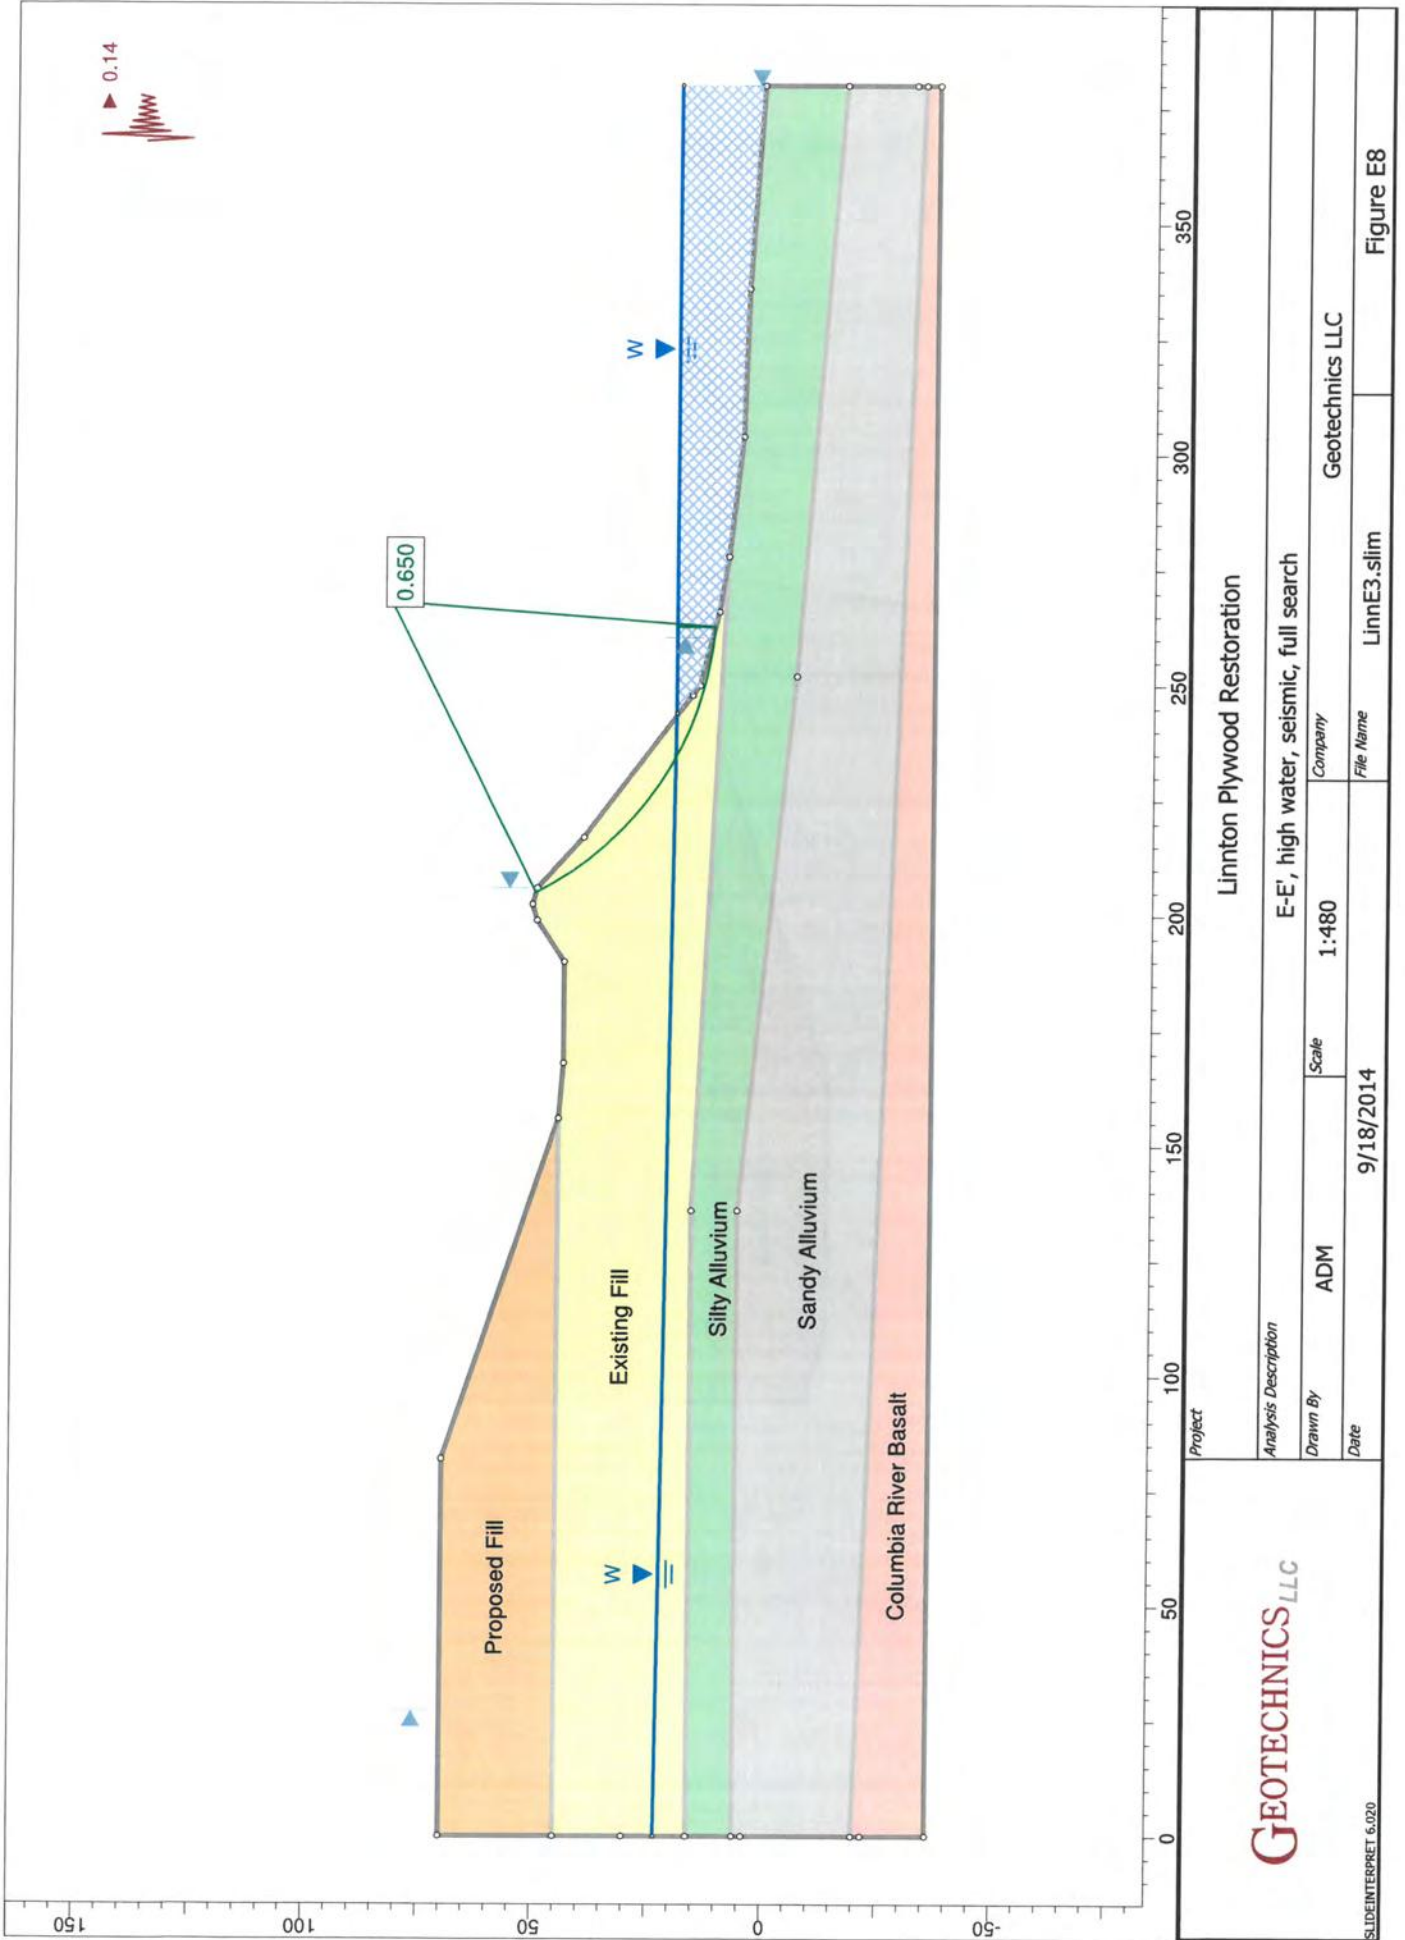 0.14
W
0.650
W
Proposed Fill
Existing Fill
Silty Alluvium
Sandy Alluvium
Columbia River Basalt
150
100
50
0
-50
0
50
100
150
200
250
300
350
GEOTECHNICS LLC
Project
Linnton Plywood Restoration
Analysis Description
E-E', high water, seismic, full search
Drawn By
ADM
Scale
1:480
Company
Geotechnics LLC
Date
9/18/2014
File Name
LinnE3.slim
Figure E8
SLIDEINTERPRET 6.020